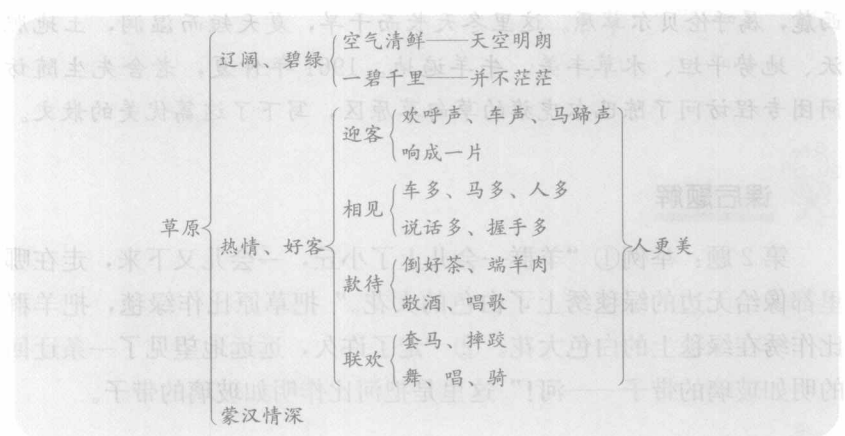 草原
辽阔、碧绿
空气清鲜——天空明朗
一碧千里——并不茫茫
热情、好客
迎客
欢呼声、车声、马蹄声
响成一片
相见
车多、马多、人多
说话多、握手多
款待
倒好茶、端羊肉
敬酒、唱歌
联欢
套马、摔跤
舞、唱、骑
人更美
蒙汉情深